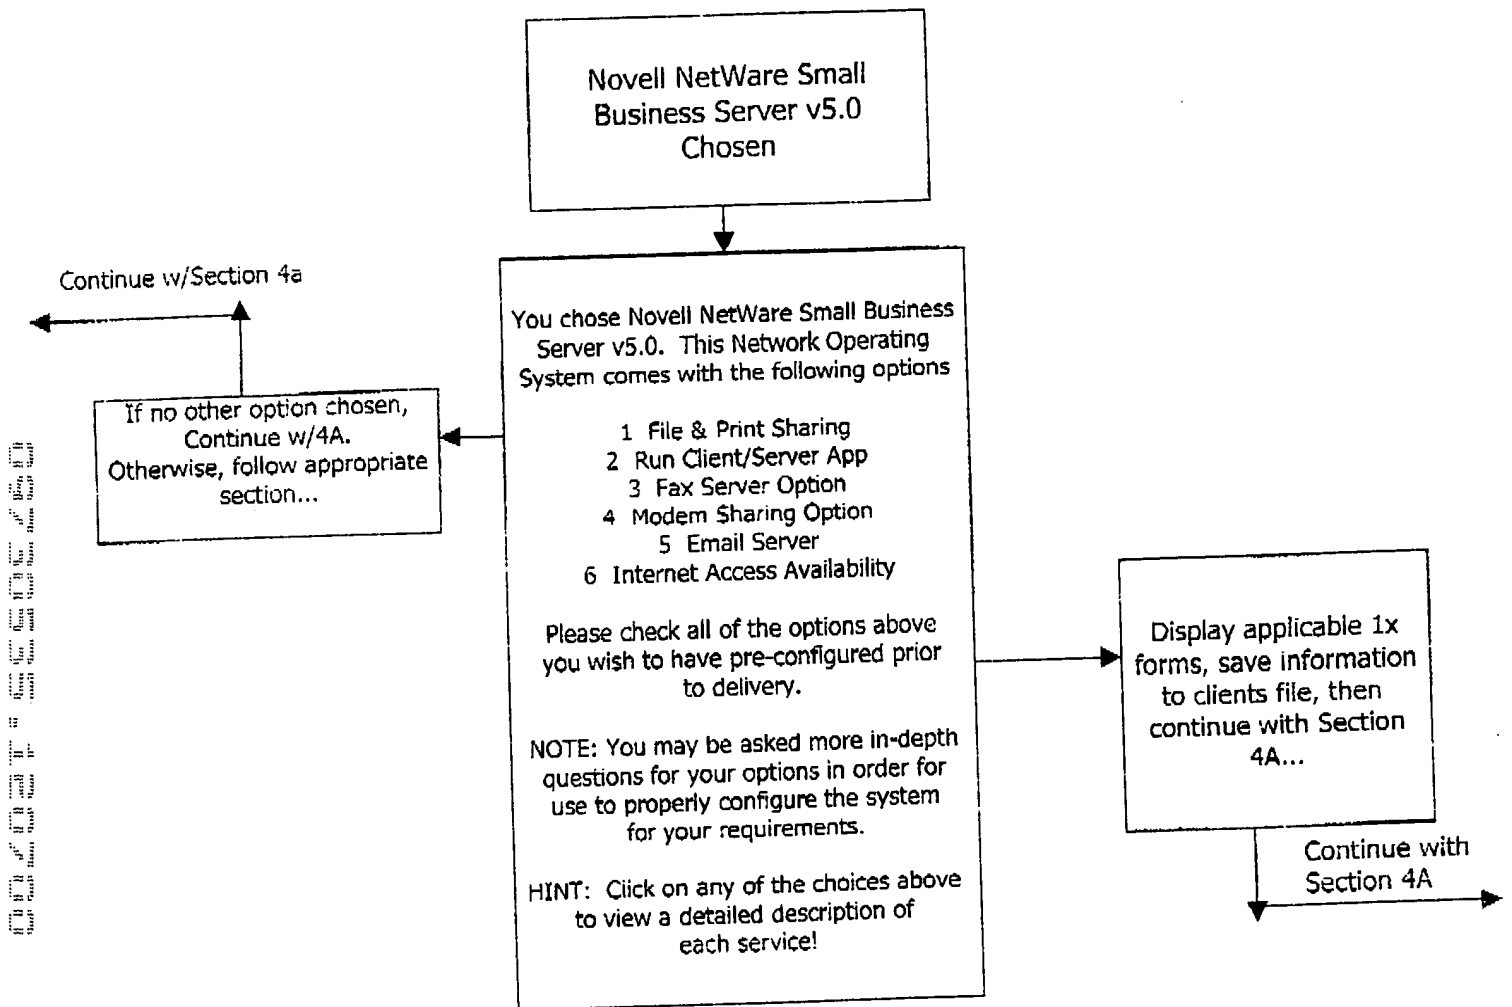 Novell NetWare Small
Business Server v5.0
Chosen
Continue w/Section 4a
If no other option chosen,
Continue w/4A.
Otherwise, follow appropriate
section...
You chose Novell NetWare Small Business
Server v5.0. This Network Operating
System comes with the following options
1 File & Print Sharing
2 Run Client/Server App
3 Fax Server Option
4 Modem Sharing Option
5 Email Server
6 Internet Access Availability
Please check all of the options above
you wish to have pre-configured prior
to delivery.
NOTE: You may be asked more in-depth
questions for your options in order for
use to properly configure the system
for your requirements.
HINT: Click on any of the choices above
to view a detailed description of
each service!
Display applicable 1x
forms, save information
to clients file, then
continue with Section
4A...
Continue with
Section 4A